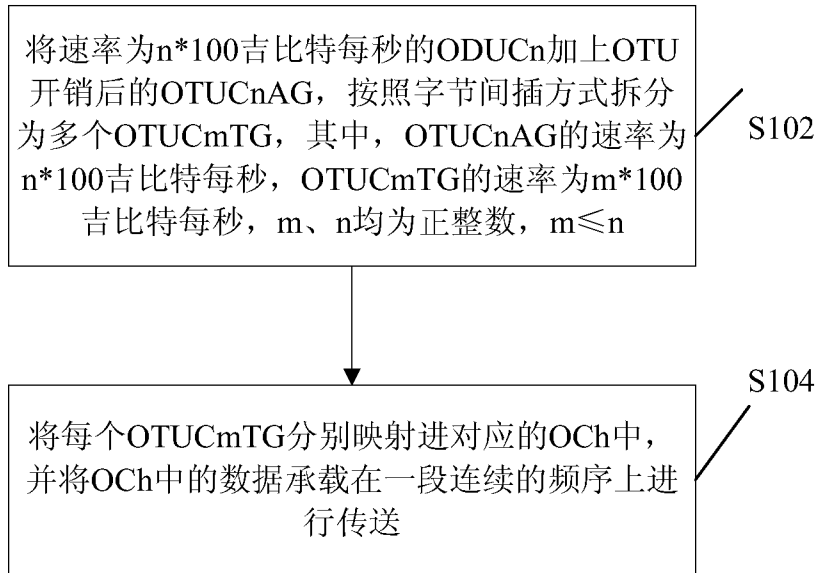 将速率为n*100吉比特每秒的ODUCn加上OTU
开销后的OTUCnAG，按照字节间插方式拆分
为多个OTUCmTG，其中，OTUCnAG的速率为
n*100吉比特每秒，OTUCmTG的速率为m*100
吉比特每秒，m、n均为正整数，m≤n
S102
S104
将每个OTUCmTG分别映射进对应的OCh中，
并将OCh中的数据承载在一段连续的频序上进
行传送